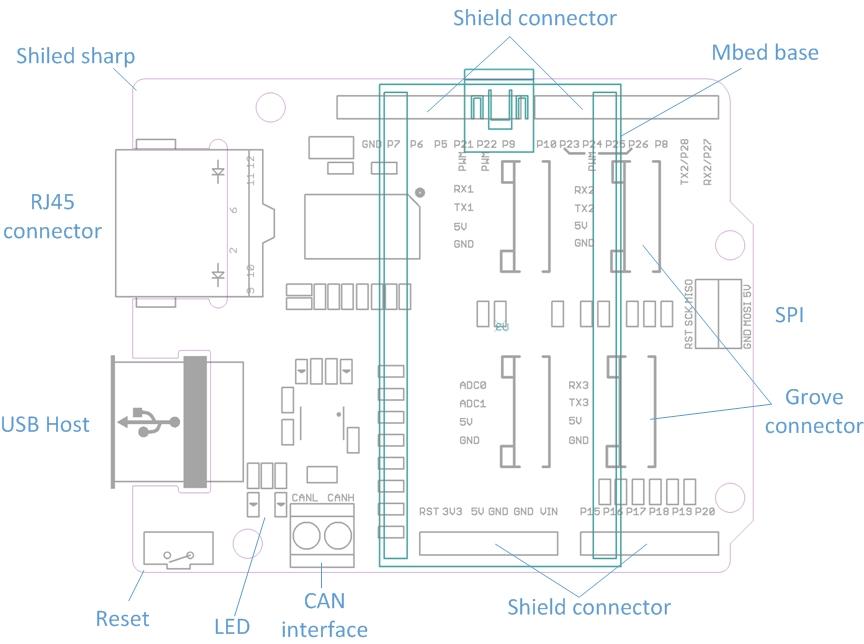 Shield connector
Shiled sharp
Mbed base
GND P7 P6 P5 P21 P22 P9 P10 P23 P24 P25 P26 P8
PWM PWM PWM
TX2/P28
RX2/P27
11 12
6
2
9 10
RJ45
connector
RX1
TX1
5V
GND
RX2
TX2
5V
GND
RST SCK MISO
GND MOSI 5V
SPI
ADC0
ADC1
5V
GND
RX3
TX3
5V
GND
Grove
connector
USB Host
CANL CANH
RST 3V3 5V GND GND VIN
P15 P16 P17 P18 P19 P20
Reset
LED
CAN
interface
Shield connector